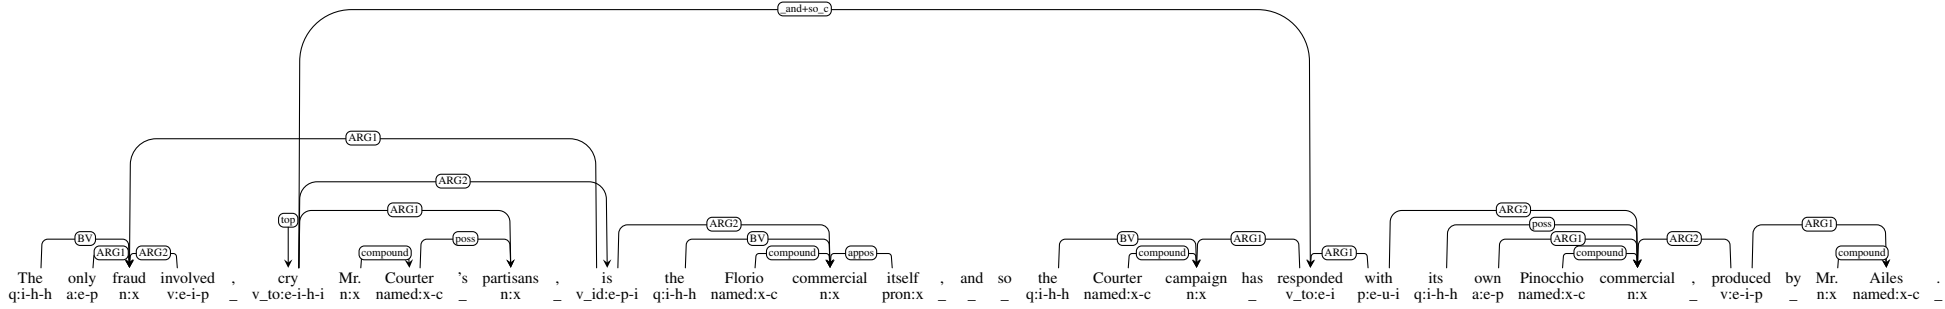 _and+so_c
ARG1
ARG2
top ARG1 ARG2 ARG2
BV poss BV BV ARG1 poss ARG1 ARG2 ARG1
ARG1 ARG2 compound compound appos compound ARG1 compound compound
The only fraud involved , cry Mr. Courter 's partisans , is the Florio commercial itself , and so the Courter campaign has responded with its own Pinocchio commercial , produced by Mr. Ailes .
q:i-h-h a:e-p n:x v:e-i-p _ v_to:e-i-h-i n:x named:x-c _ n:x _ v_id:e-p-i q:i-h-h named:x-c n:x pron:x _ _ _ q:i-h-h named:x-c n:x _ v_to:e-i p:e-u-i q:i-h-h a:e-p named:x-c n:x _ v:e-i-p _ n:x named:x-c _